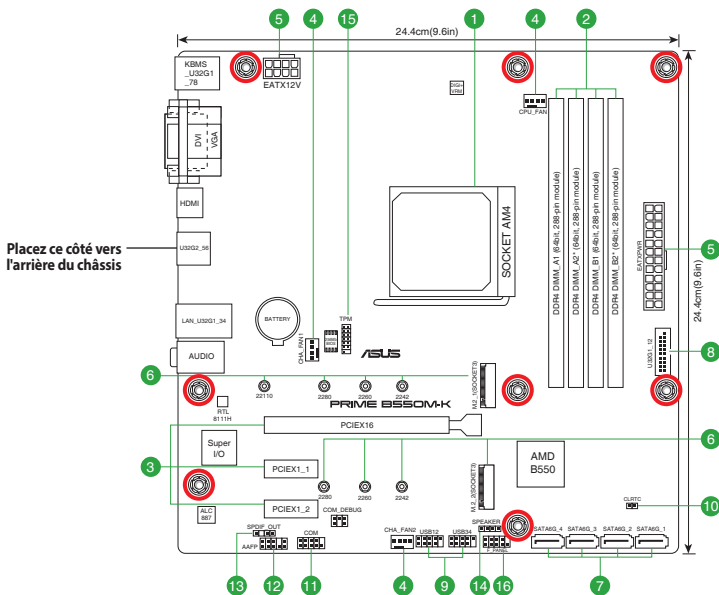 5
4
15
1
4
2
24.4cm(9.6in)
KBMS
_U32G1
_78
EATX12V
DIGI+
VRM
CPU_FAN
DVI
VGA
HDMI
SOCKET AM4
DDR4 DIMM_A1 (64bit, 288-pin module)
DDR4 DIMM_A2* (64bit, 288-pin module)
DDR4 DIMM_B1 (64bit, 288-pin module)
DDR4 DIMM_B2* (64bit, 288-pin module)
EATXPWR
5
24.4cm(9.6in)
Placez ce côté vers
l'arrière du châssis
U32G2_56
LAN_U32G1_34
BATTERY
CHA_FAN1
TPM
ASUS
U32G1_12
8
AUDIO
6
22110
2280
2260
2242
M.2_1(SOCKET3)
PRIME B550M-K
RTL
8111H
PCIEX16
Super
I/O
6
3
PCIEX1_1
AMD
B550
2280
2260
2242
M.2_2(SOCKET3)
CLRTC
10
PCIEX1_2
ALC
887
COM_DEBUG
SPDIF_OUT
AAFP
COM
CHA_FAN2
USB12
USB34
SPEAKER
F_PANEL
SATA6G_4
SATA6G_3
SATA6G_2
SATA6G_1
13
12
11
4
9
14
16
7